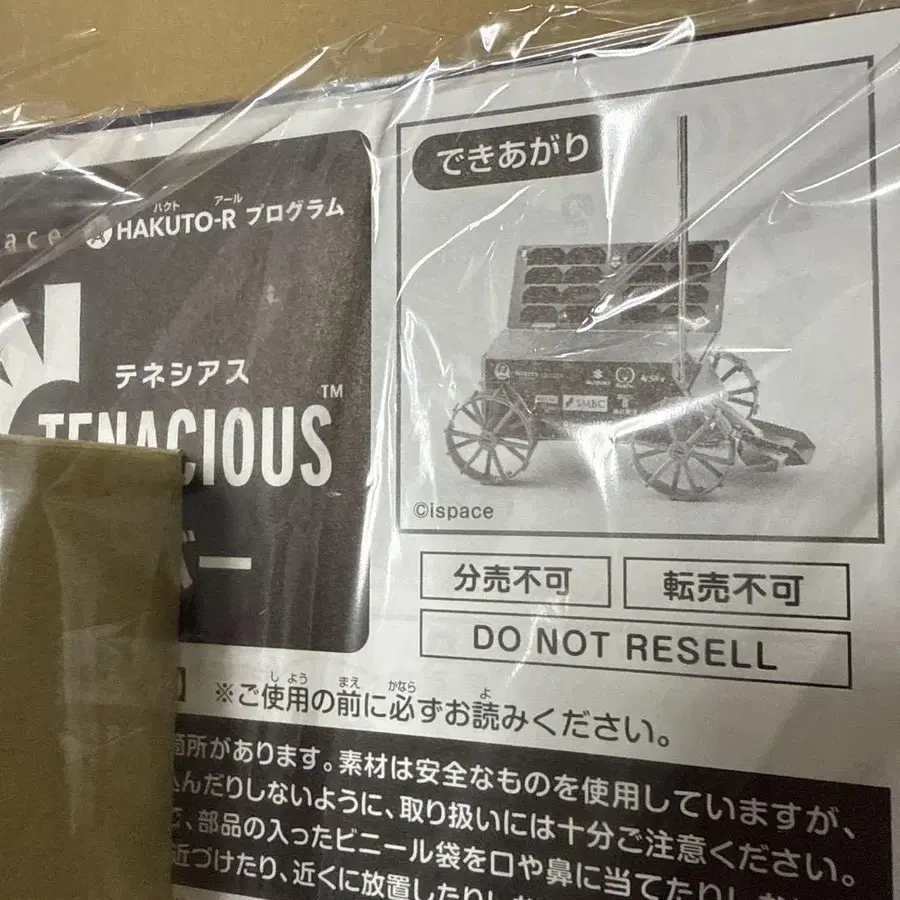 できあがり
ace HAKUTO-R プログラム
ハクト アール
テネシアス
TENACIOUS™
バー
SMBC
©ispace
分売不可
転売不可
DO NOT RESELL
※ご使用の前に必ずお読みください。
しよう まえ かなら よ
箇所があります。素材は安全なものを使用していますが、
込んだりしないように、取り扱いには十分ご注意ください。
部品の入ったビニール袋を口や鼻に当てたりしな
近づけたり、近くに放置したりし